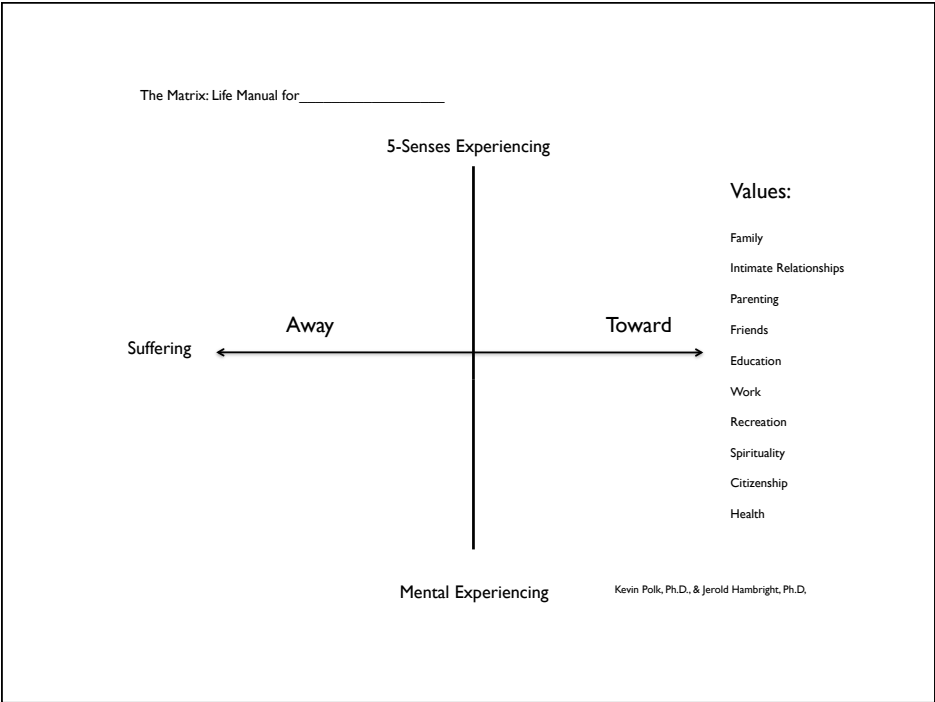 The Matrix: Life Manual for___________________
5-Senses Experiencing
Values:
Family
Intimate Relationships
Parenting
Away
Toward
Friends
Suffering
Education
Work
Recreation
Spirituality
Citizenship
Health
Mental Experiencing
Kevin Polk, Ph.D., & Jerold Hambright, Ph.D,